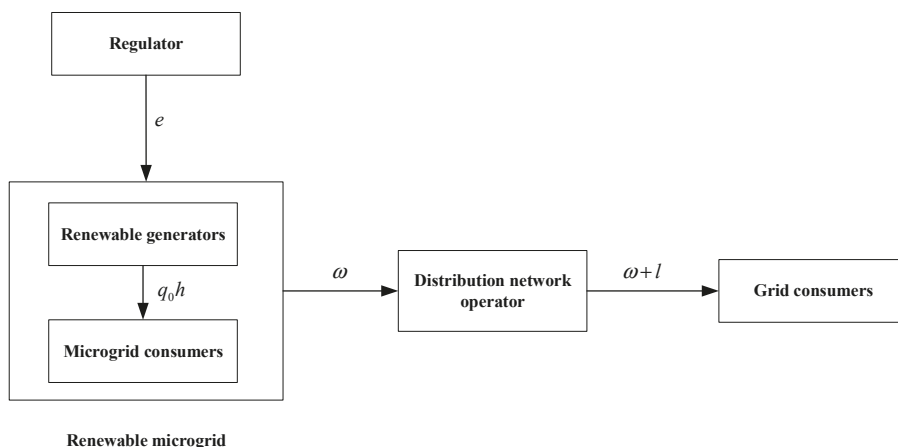 Regulator
e
Renewable generators
q₀h
Microgrid consumers
ω
Distribution network
operator
ω+l
Grid consumers
Renewable microgrid